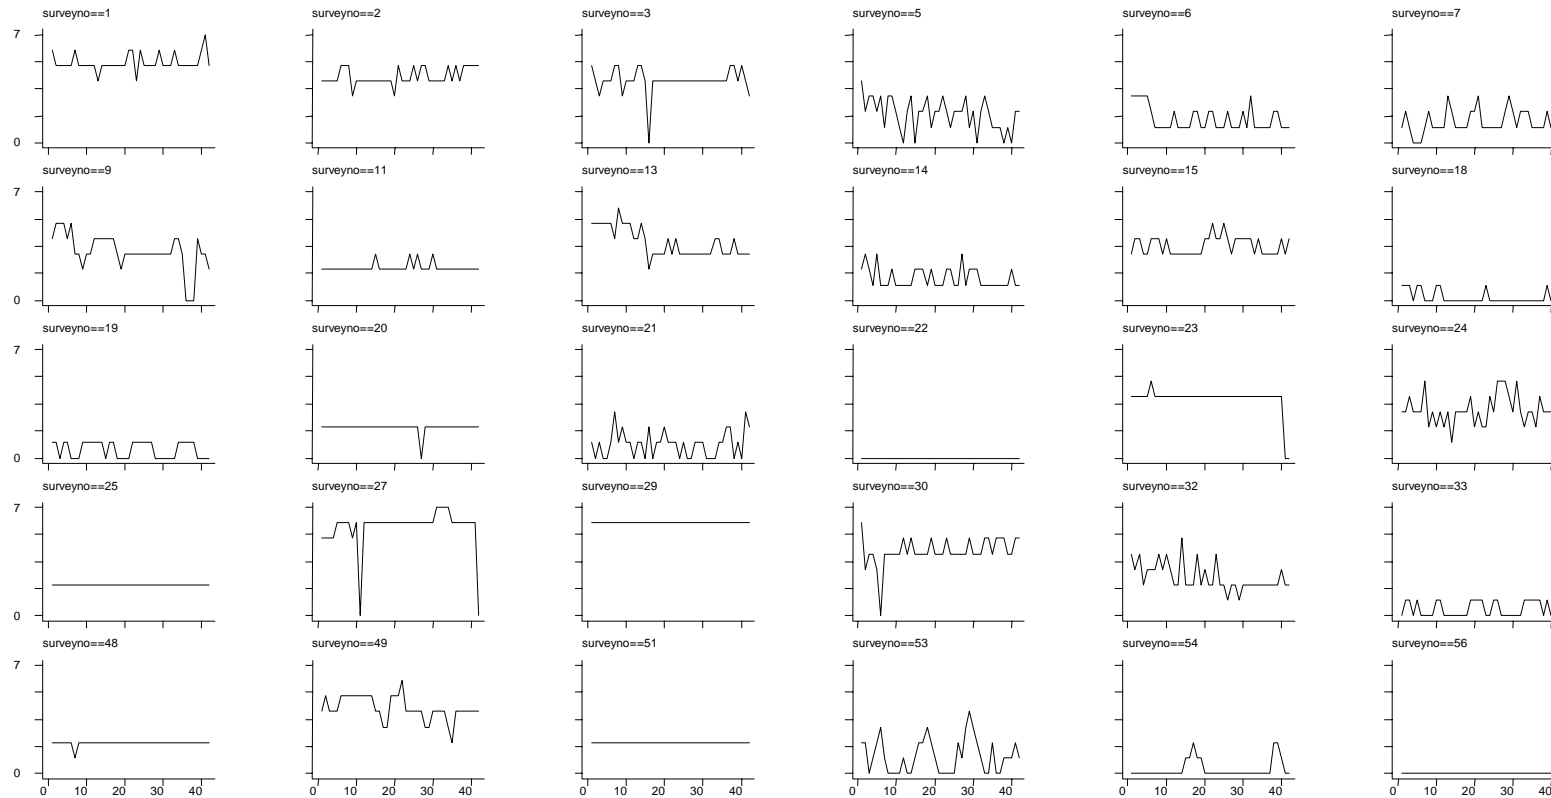 surveyno==1 surveyno==2 surveyno==3 surveyno==5 surveyno==6 surveyno==7
7
0
surveyno==9 surveyno==11 surveyno==13 surveyno==14 surveyno==15 surveyno==18
7
0
surveyno==19 surveyno==20 surveyno==21 surveyno==22 surveyno==23 surveyno==24
7
0
surveyno==25 surveyno==27 surveyno==29 surveyno==30 surveyno==32 surveyno==33
7
0
surveyno==48 surveyno==49 surveyno==51 surveyno==53 surveyno==54 surveyno==56
7
0
0 10 20 30 40 0 10 20 30 40 0 10 20 30 40 0 10 20 30 40 0 10 20 30 40 0 10 20 30 40